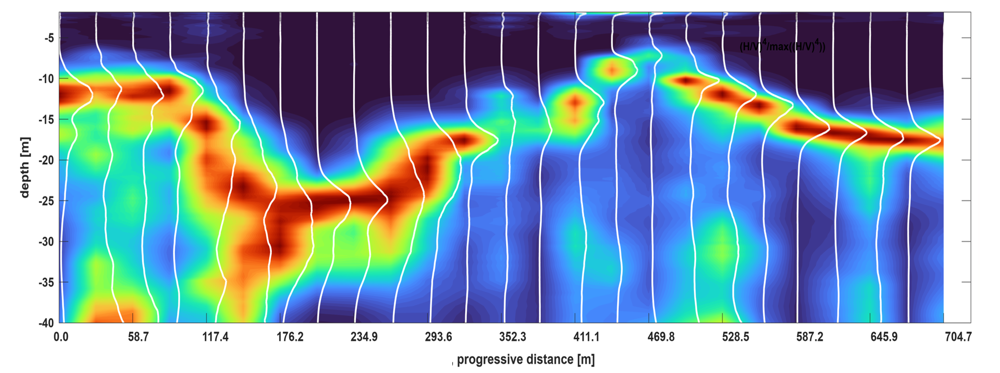 (H/V)^4/max((H/V)^4))
-5
-10
-15
-20
-25
-30
-35
-40
depth [m]
0.0 58.7 117.4 176.2 234.9 293.6 352.3 411.1 469.8 528.5 587.2 645.9 704.7
, progressive distance [m]